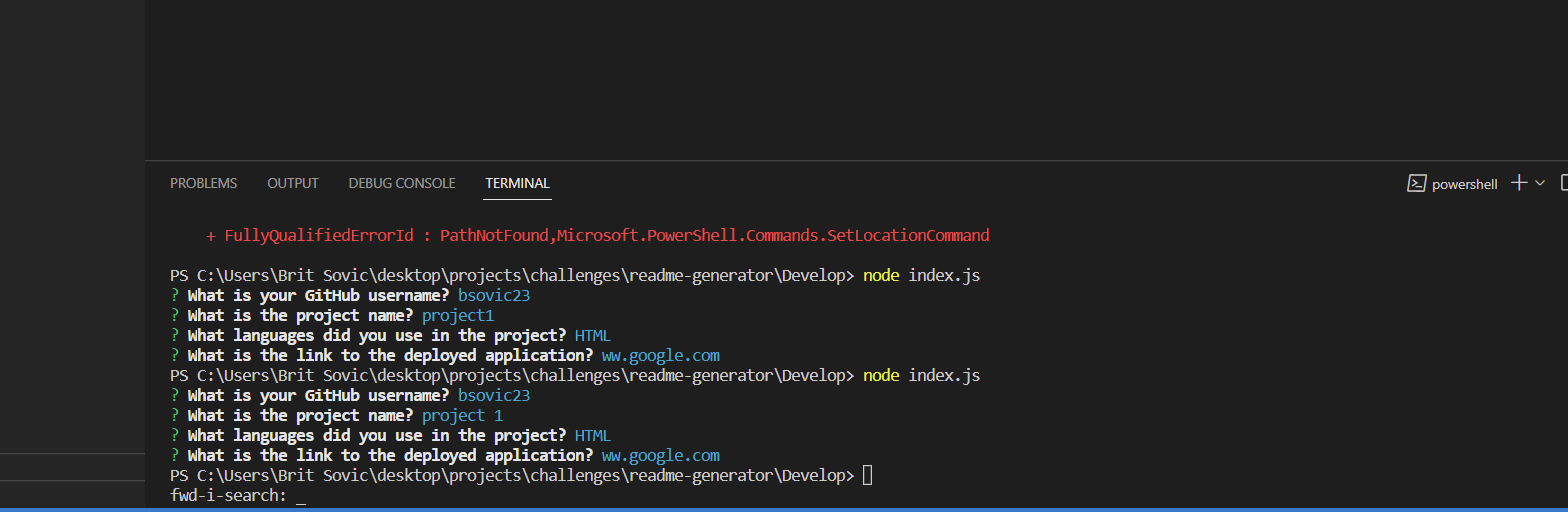 PROBLEMS OUTPUT DEBUG CONSOLE TERMINAL powershell
+ FullyQualifiedErrorId : PathNotFound,Microsoft.PowerShell.Commands.SetLocationCommand
PS C:\Users\Brit Sovic\desktop\projects\challenges\readme-generator\Develop> node index.js
? What is your GitHub username? bsovic23
? What is the project name? project1
? What languages did you use in the project? HTML
? What is the link to the deployed application? ww.google.com
PS C:\Users\Brit Sovic\desktop\projects\challenges\readme-generator\Develop> node index.js
? What is your GitHub username? bsovic23
? What is the project name? project 1
? What languages did you use in the project? HTML
? What is the link to the deployed application? ww.google.com
PS C:\Users\Brit Sovic\desktop\projects\challenges\readme-generator\Develop>
fwd-i-search: _